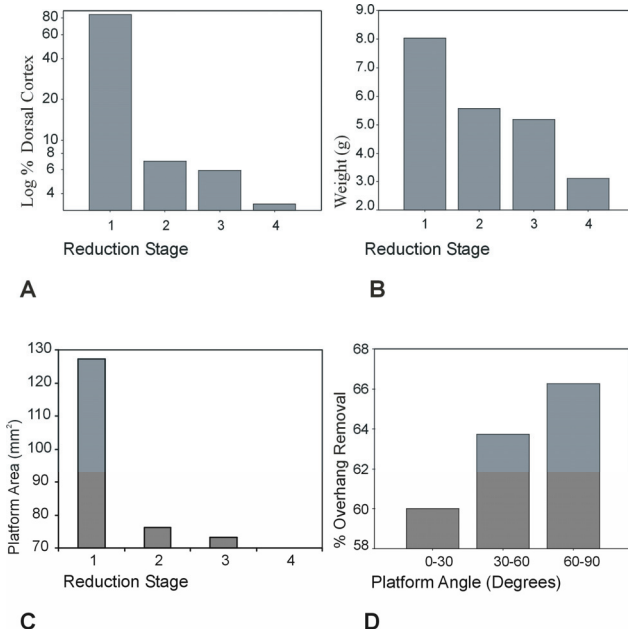 Log % Dorsal Cortex
80
60
40
20
10
8
6
4
1 2 3 4
Reduction Stage
A
Weight (g)
9.0
8.0
7.0
6.0
5.0
4.0
3.0
2.0
1 2 3 4
Reduction Stage
B
Platform Area (mm²)
130
120
110
100
90
80
70
1 2 3 4
Reduction Stage
C
% Overhang Removal
68
66
64
62
60
58
0-30 30-60 60-90
Platform Angle (Degrees)
D